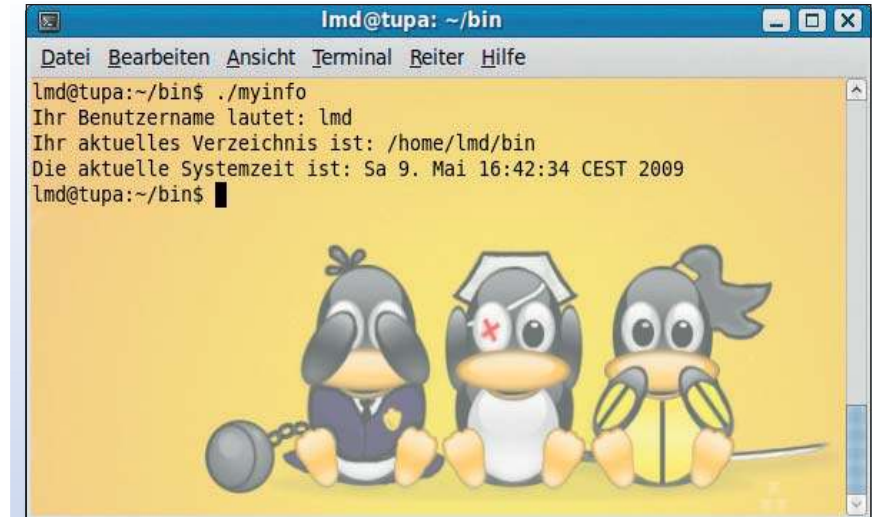 lmd@tupa: ~/bin
Datei Bearbeiten Ansicht Terminal Reiter Hilfe
lmd@tupa:~/bin$ ./myinfo
Ihr Benutzername lautet: lmd
Ihr aktuelles Verzeichnis ist: /home/lmd/bin
Die aktuelle Systemzeit ist: Sa 9. Mai 16:42:34 CEST 2009
lmd@tupa:~/bin$